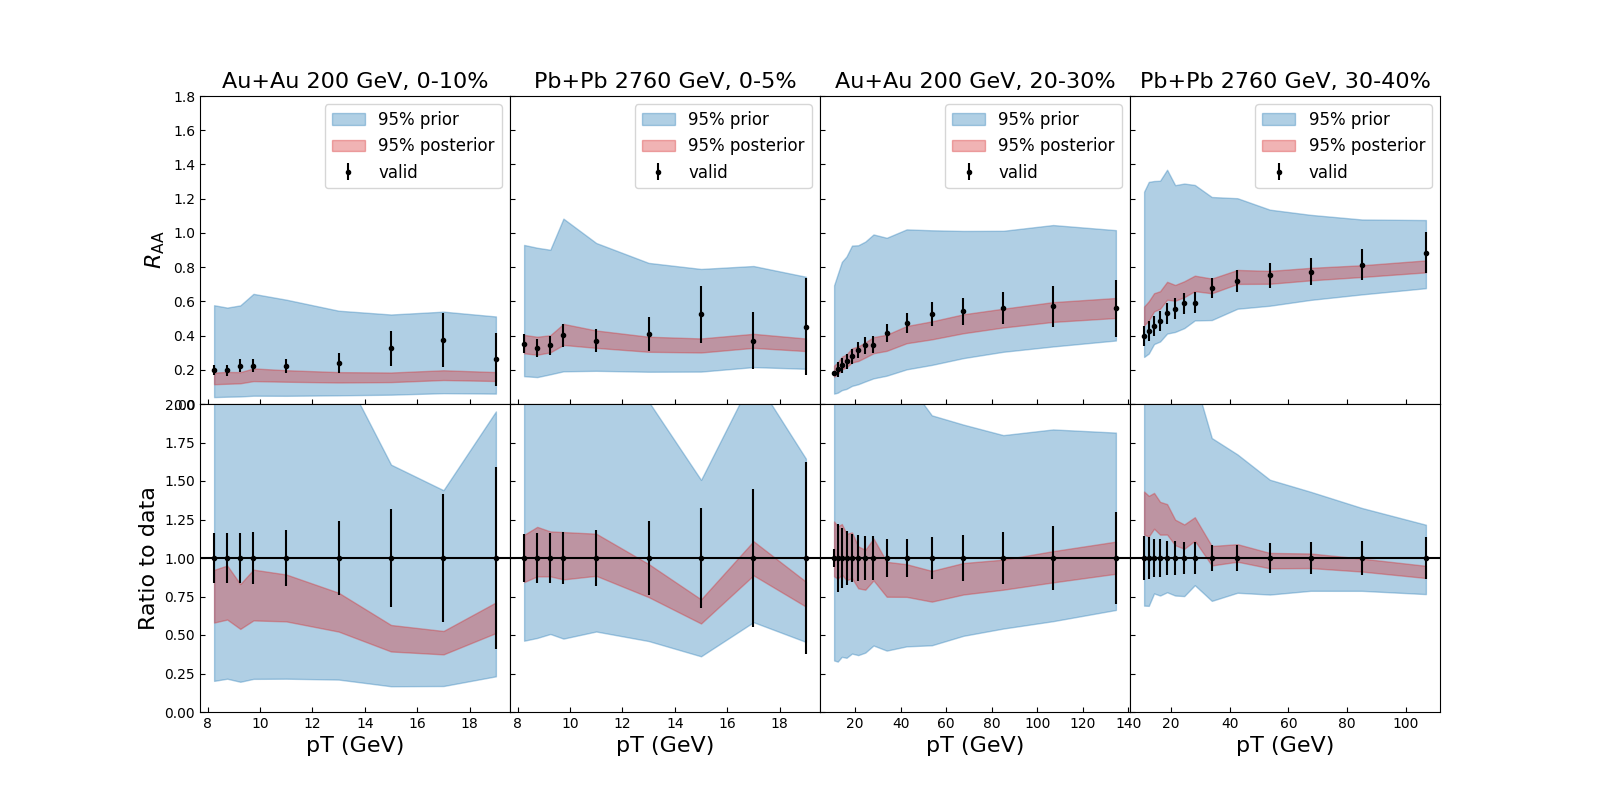 Au+Au 200 GeV, 0-10%
Pb+Pb 2760 GeV, 0-5%
Au+Au 200 GeV, 20-30%
Pb+Pb 2760 GeV, 30-40%
1.8
1.6
1.4
1.2
1.0
0.8
0.6
0.4
0.2
0.0
RAA
95% prior
95% posterior
valid
95% prior
95% posterior
valid
95% prior
95% posterior
valid
95% prior
95% posterior
valid
2.00
1.75
1.50
1.25
1.00
0.75
0.50
0.25
0.00
Ratio to data
8 10 12 14 16 18
8 10 12 14 16 18
20 40 60 80 100 120 140
20 40 60 80 100
pT (GeV)
pT (GeV)
pT (GeV)
pT (GeV)